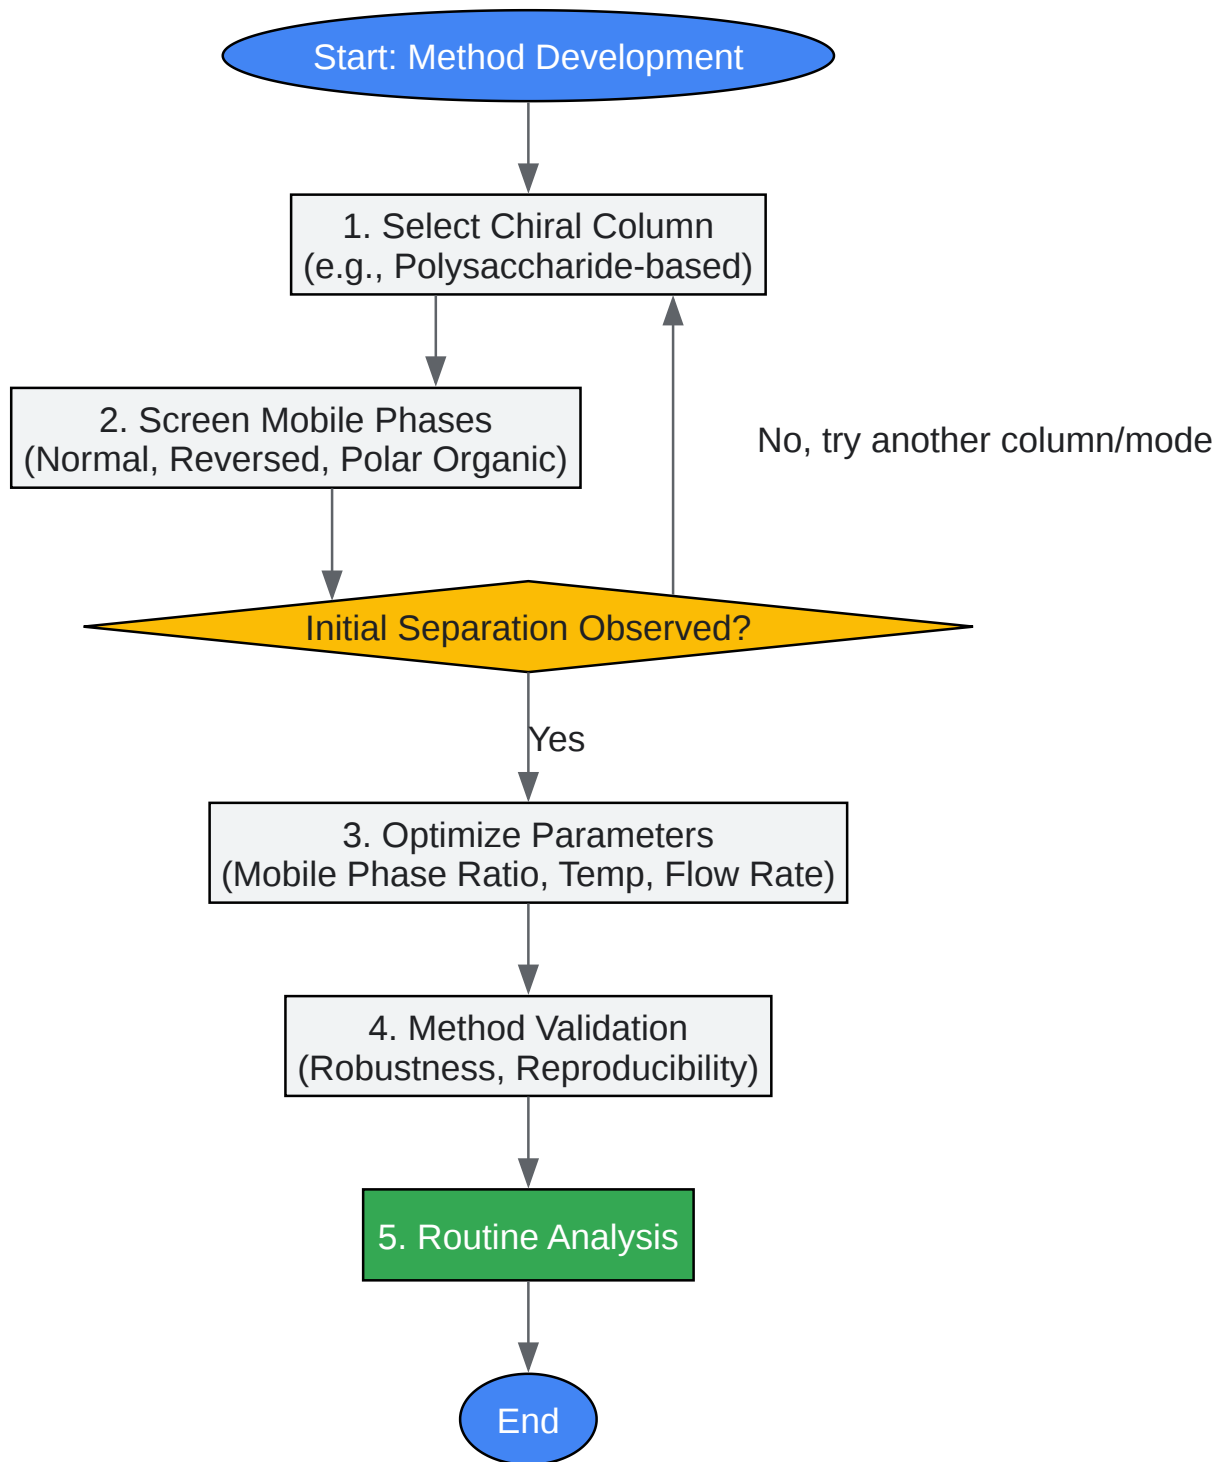 Start: Method Development
1. Select Chiral Column
(e.g., Polysaccharide-based)
2. Screen Mobile Phases
(Normal, Reversed, Polar Organic)
No, try another column/mode
Initial Separation Observed?
Yes
3. Optimize Parameters
(Mobile Phase Ratio, Temp, Flow Rate)
4. Method Validation
(Robustness, Reproducibility)
5. Routine Analysis
End